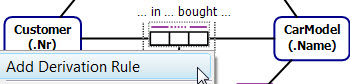 ... in ... bought ...
Customer
(.Nr)
CarModel
(.Name)
Add Derivation Rule